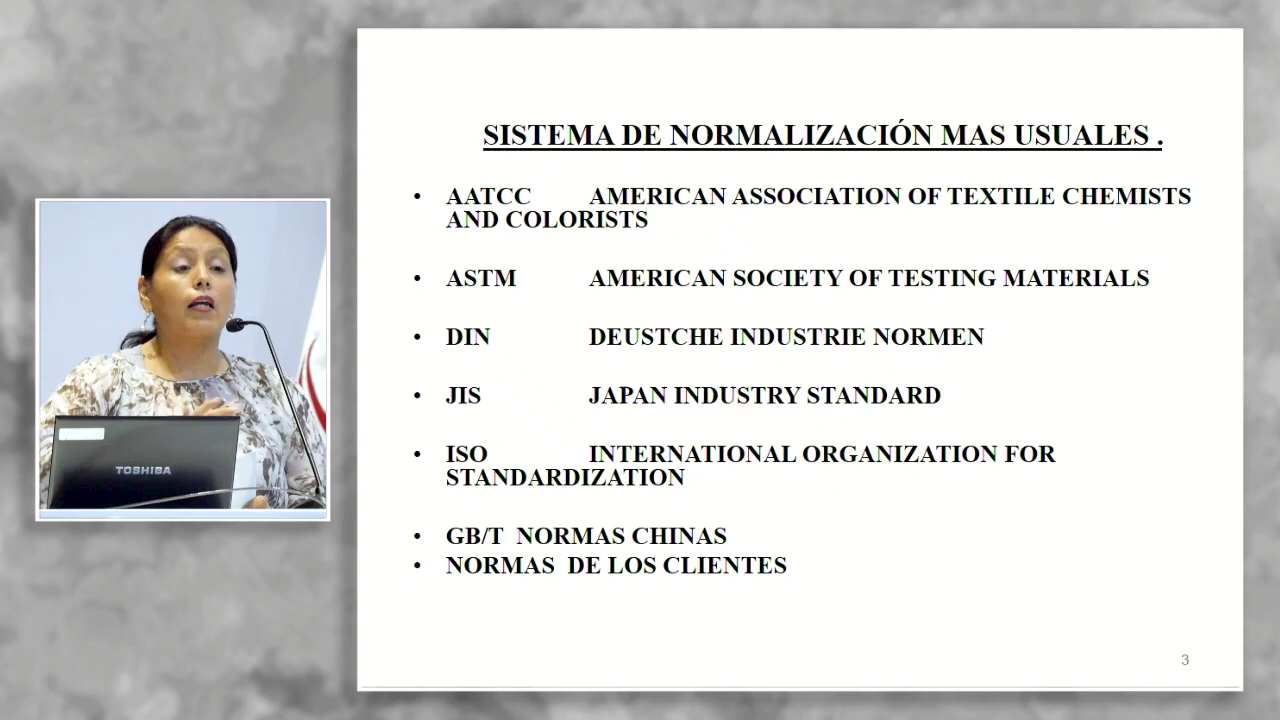 SISTEMA DE NORMALIZACIÓN MAS USUALES .
• AATCC AMERICAN ASSOCIATION OF TEXTILE CHEMISTS
AND COLORISTS
• ASTM AMERICAN SOCIETY OF TESTING MATERIALS
• DIN DEUSTCHE INDUSTRIE NORMEN
• JIS JAPAN INDUSTRY STANDARD
• ISO INTERNATIONAL ORGANIZATION FOR
STANDARDIZATION
• GB/T NORMAS CHINAS
• NORMAS DE LOS CLIENTES
3
TOSHIBA